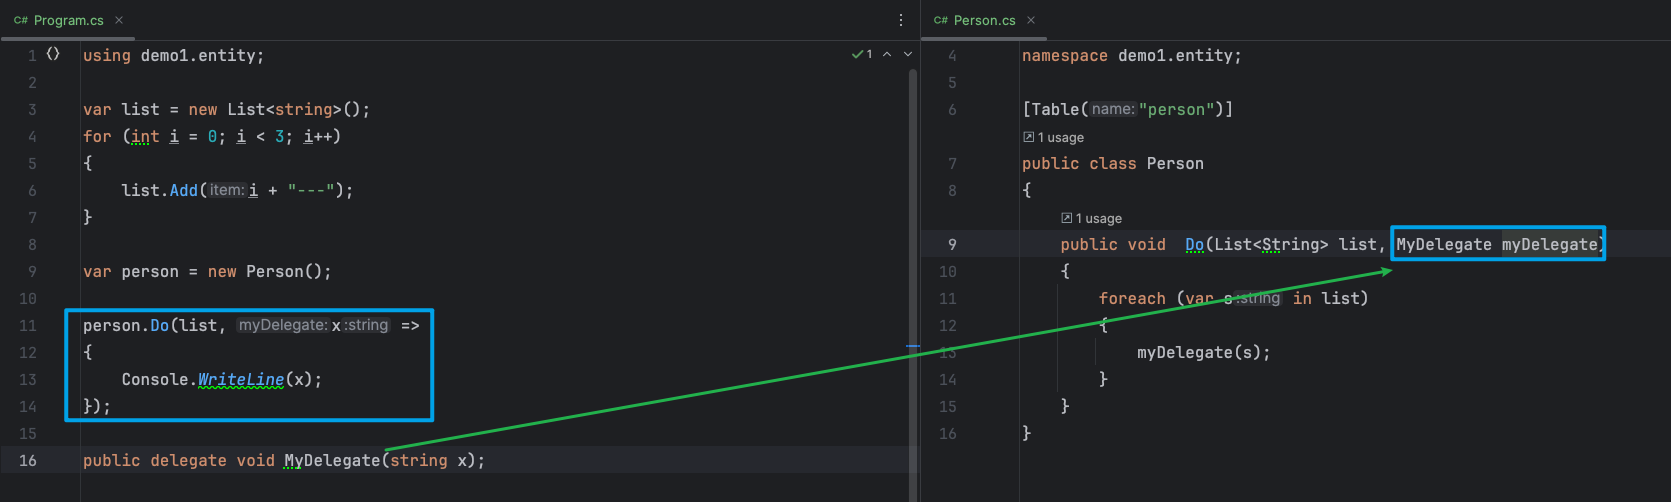 C# Program.cs ×
1 using demo1.entity;
1
2
3 var list = new List<string>();
4 for (int i = 0; i < 3; i++)
5 {
6 list.Add(item:i + "---");
7 }
8
9 var person = new Person();
10
11 person.Do(list, myDelegate:x:string =>
12 {
13 Console.WriteLine(x);
14 });
15
16 public delegate void MyDelegate(string x);
C# Person.cs ×
4 namespace demo1.entity;
5
6 [Table(name:"person")]
1 usage
7 public class Person
8 {
1 usage
9 public void Do(List<String> list, MyDelegate myDelegate)
10 {
11 foreach (var s:string in list)
12 {
13 myDelegate(s);
14 }
15 }
16 }